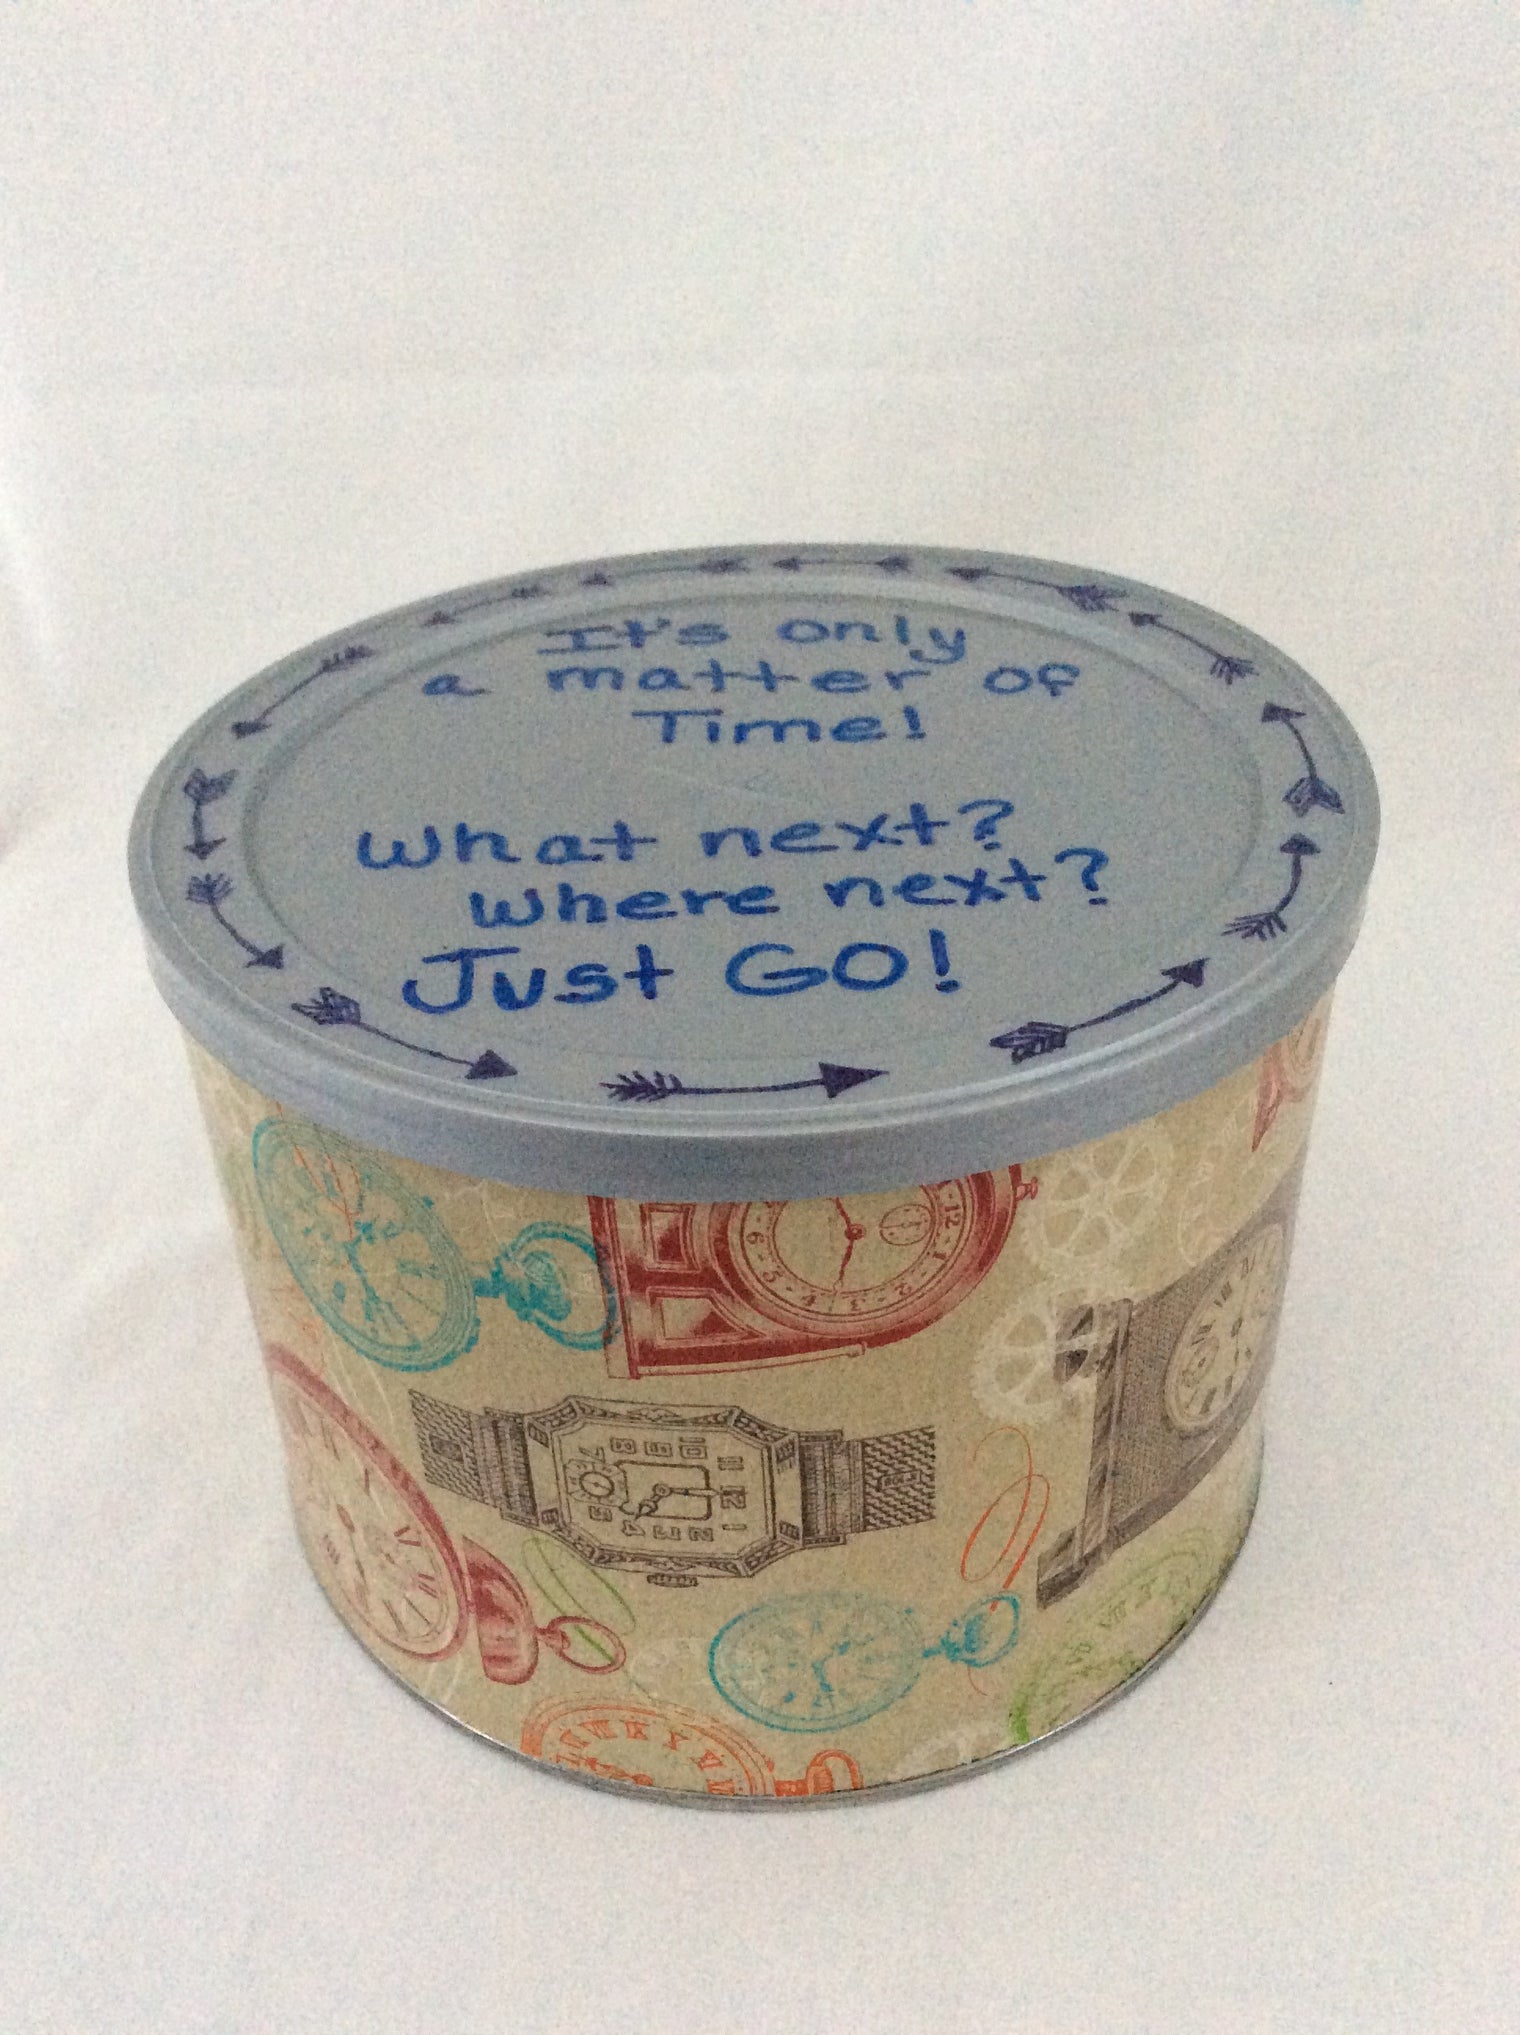 It's only
a matter of
Time!
What next?
Where next?
Just GO!